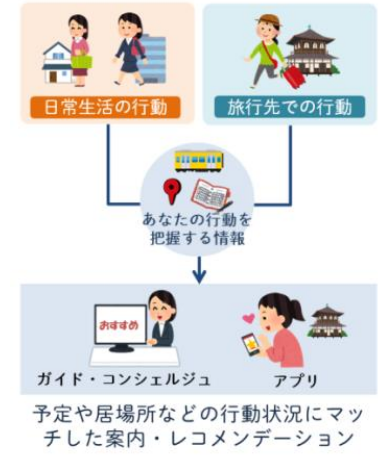 日常生活の行動
旅行先での行動
あなたの行動を
把握する情報
おすすめ
ガイド・コンシェルジュ
アプリ
予定や居場所などの行動状況にマッ
チした案内・レコメンデーション